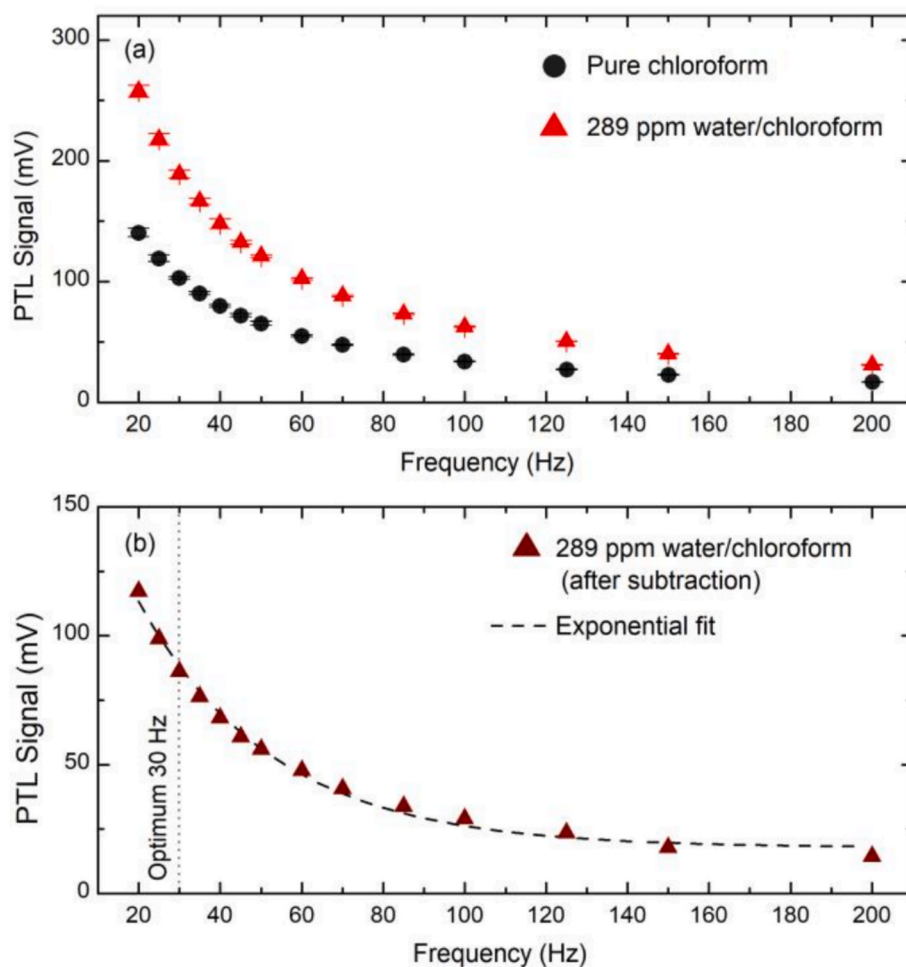 300
(a)
Pure chloroform
289 ppm water/chloroform
200
100
0
PTL Signal (mV)
20 40 60 80 100 120 140 160 180 200
Frequency (Hz)
150
(b)
289 ppm water/chloroform
(after subtraction)
Exponential fit
100
50
0
PTL Signal (mV)
Optimum 30 Hz
20 40 60 80 100 120 140 160 180 200
Frequency (Hz)